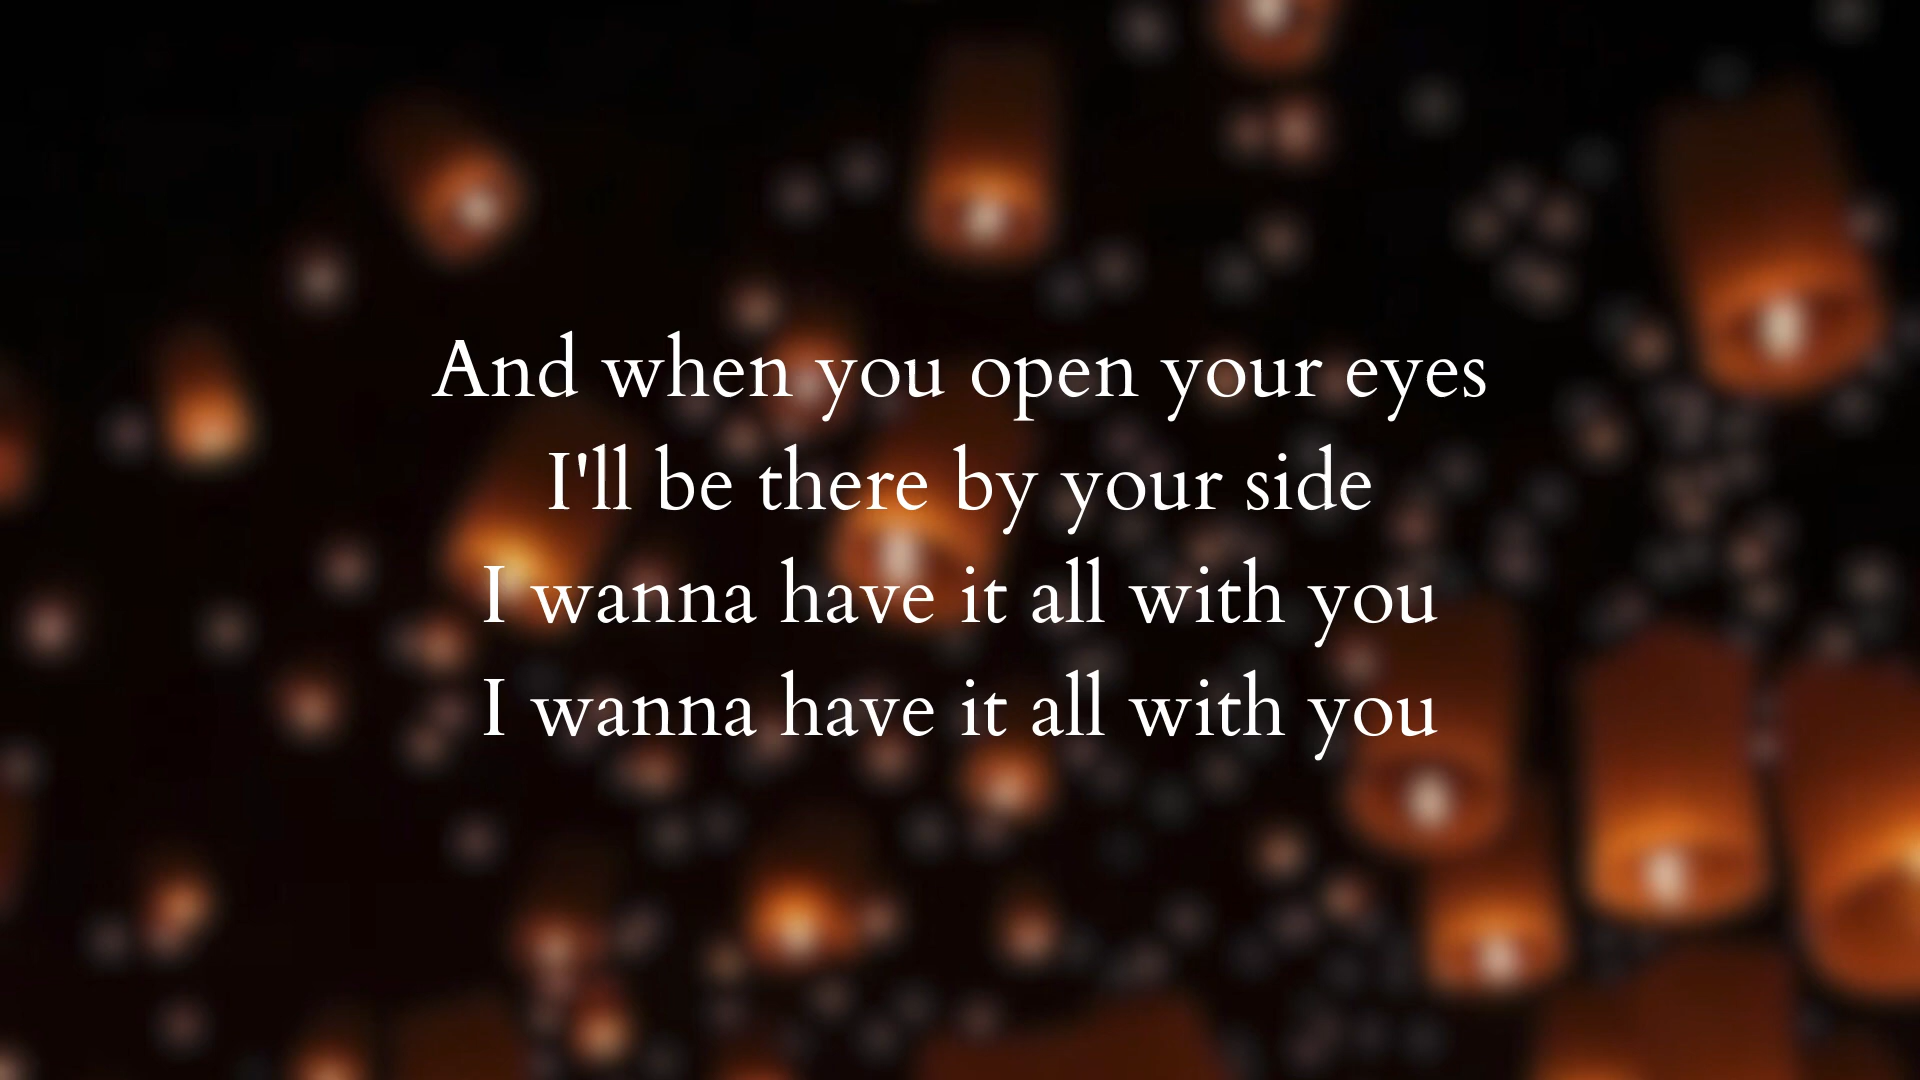 And when you open your eyes
I'll be there by your side
I wanna have it all with you
I wanna have it all with you